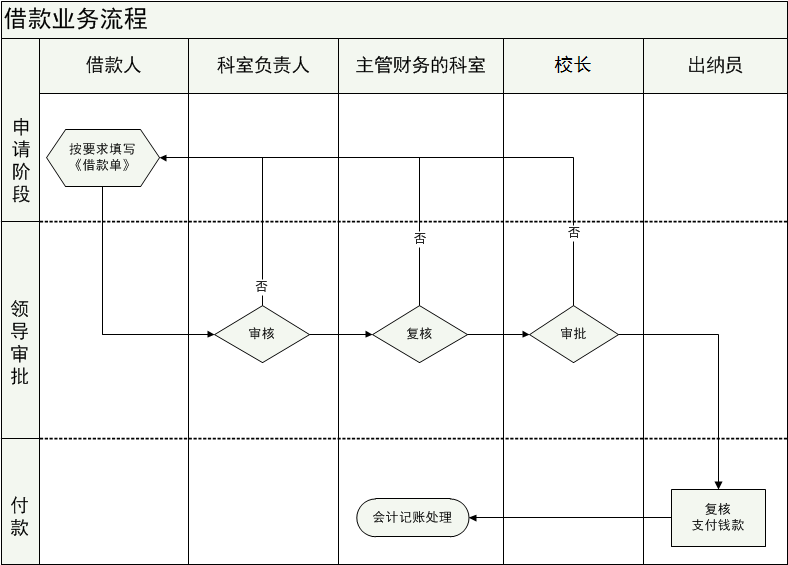 借款业务流程
借款人
科室负责人
主管财务的科室
校长
出纳员
申请阶段
按要求填写
《借款单》
领导审批
否
否
否
审核
复核
审批
付款
会计记账处理
复核
支付钱款